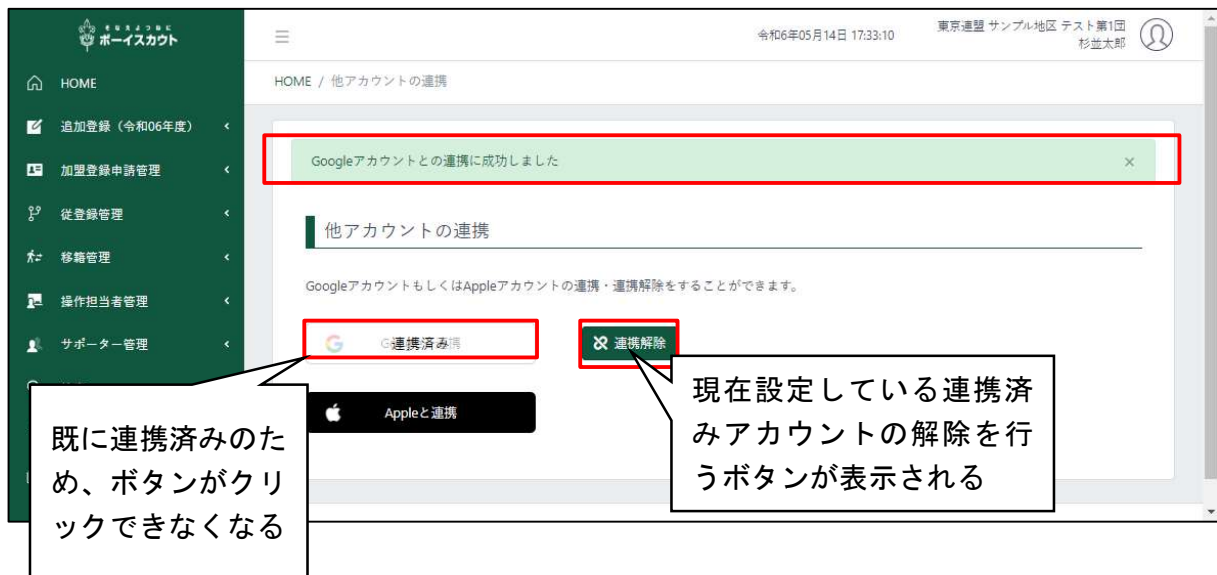 そなえよつねに
ボーイスカウト
令和6年05月14日 17:33:10
東京連盟 サンプル地区 テスト第1団
杉並太郎
HOME
HOME / 他アカウントの連携
追加登録（令和06年度）
加盟登録申請管理
従登録管理
移籍管理
操作担当者管理
サポーター管理
Googleアカウントとの連携に成功しました ×
他アカウントの連携
GoogleアカウントもしくはAppleアカウントの連携・連携解除をすることができます。
連携済み
連携解除
Appleと連携
既に連携済みのた
め、ボタンがクリ
ックできなくなる
現在設定している連携済
みアカウントの解除を行
うボタンが表示される